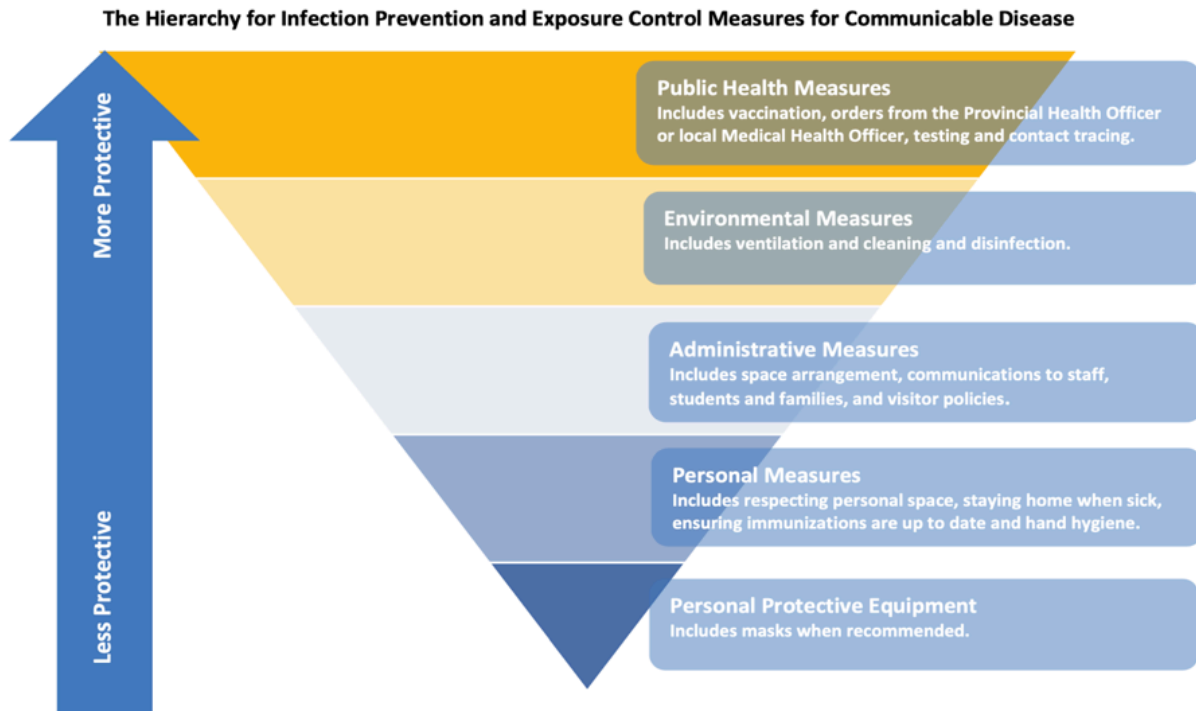 The Hierarchy for Infection Prevention and Exposure Control Measures for Communicable Disease
More Protective
Less Protective
Public Health Measures
Includes vaccination, orders from the Provincial Health Officer
or local Medical Health Officer, testing and contact tracing.
Environmental Measures
Includes ventilation and cleaning and disinfection.
Administrative Measures
Includes space arrangement, communications to staff,
students and families, and visitor policies.
Personal Measures
Includes respecting personal space, staying home when sick,
ensuring immunizations are up to date and hand hygiene.
Personal Protective Equipment
Includes masks when recommended.